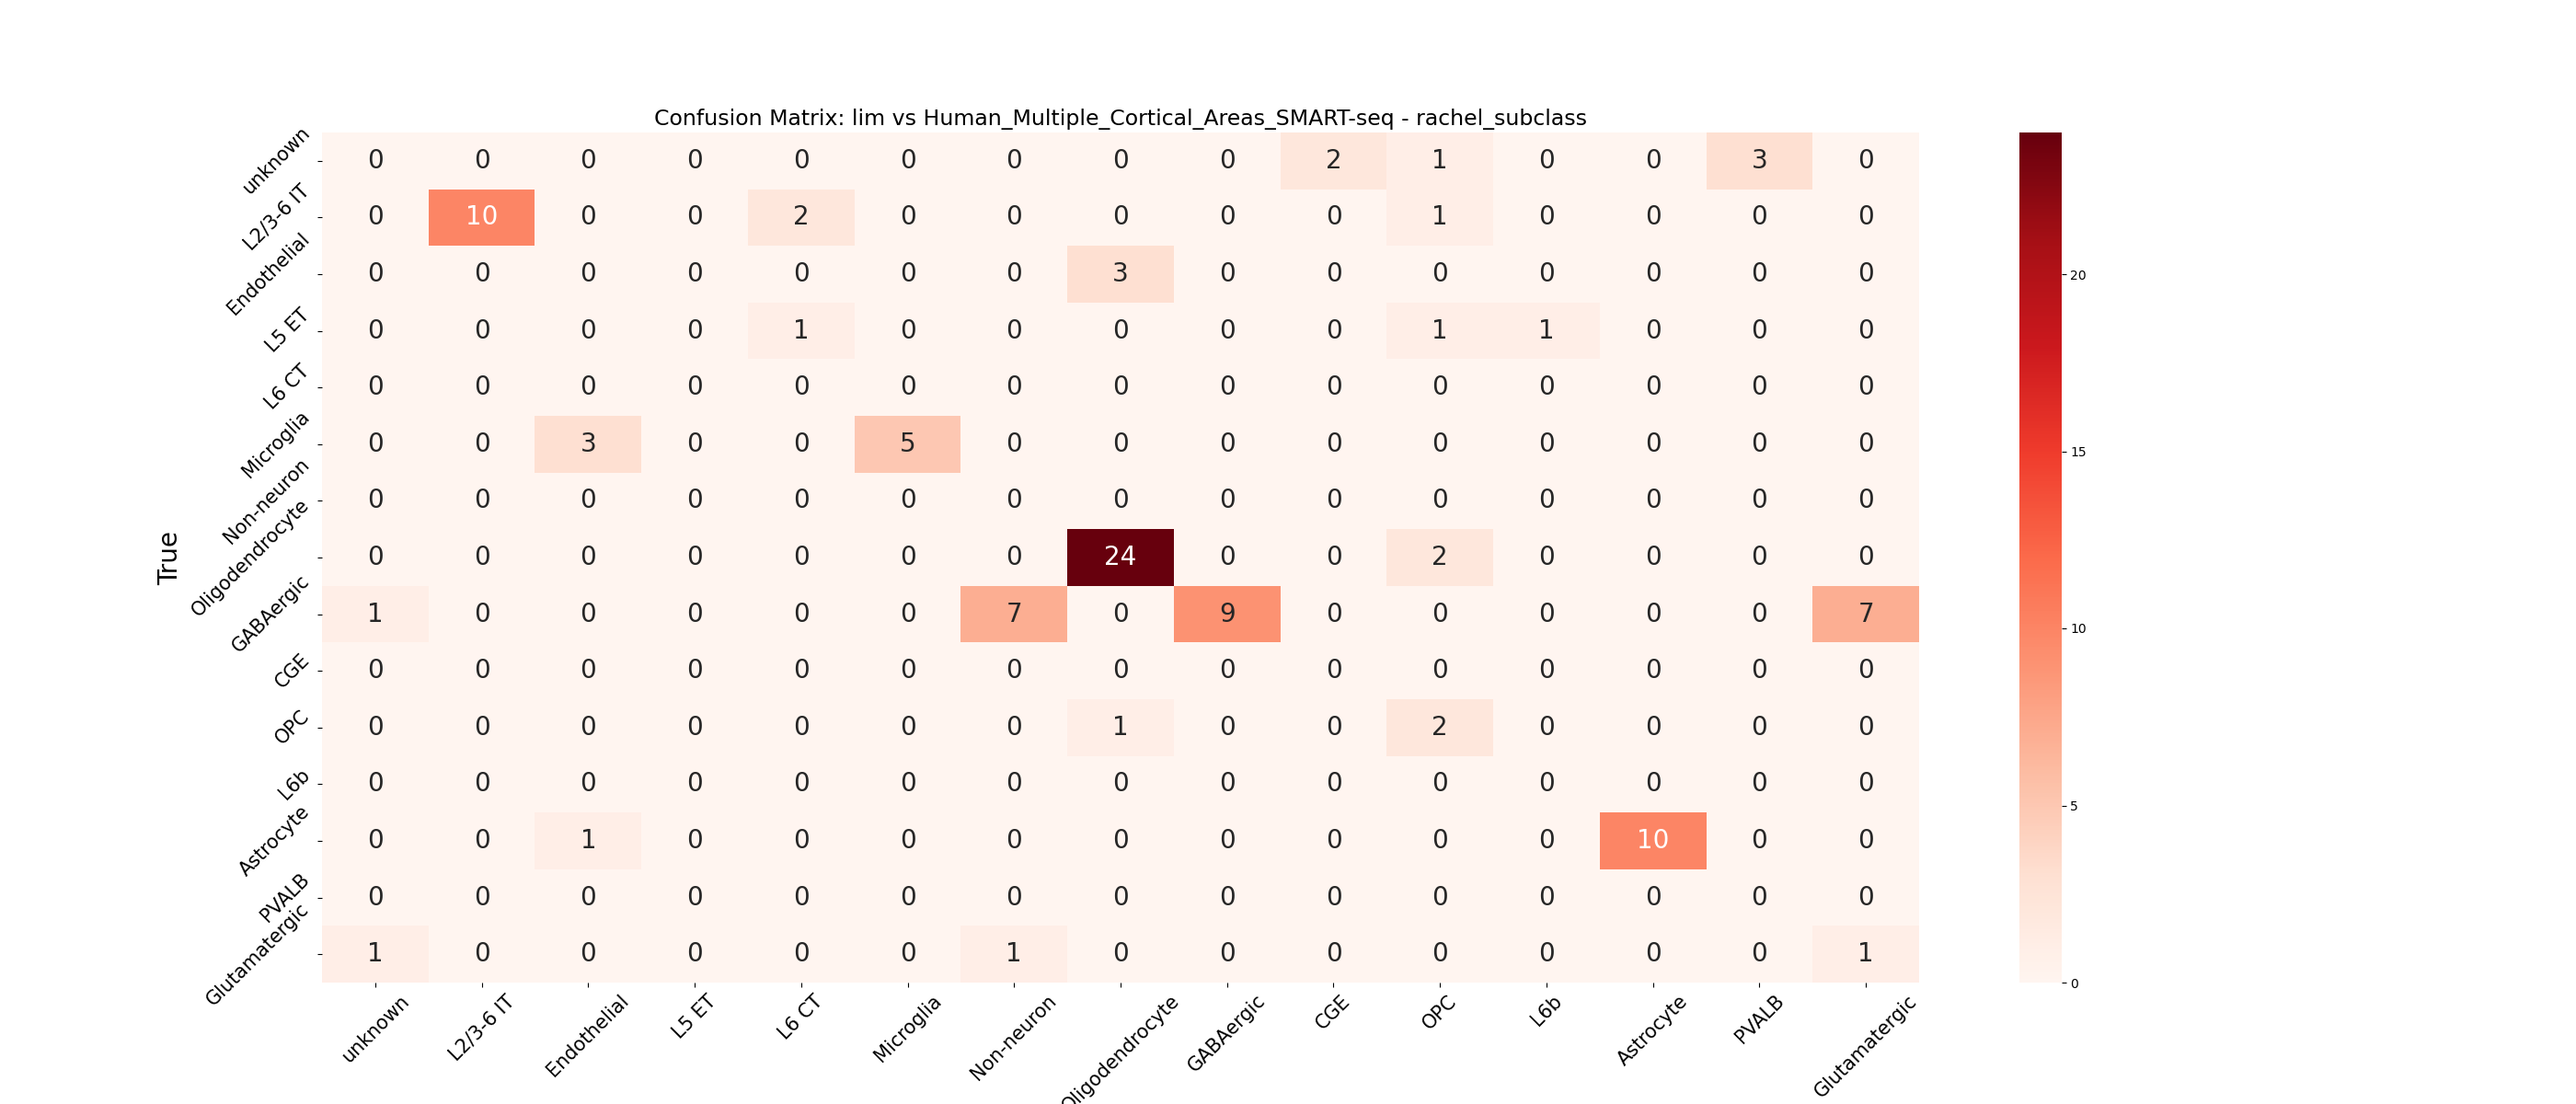 Confusion Matrix: lim vs Human_Multiple_Cortical_Areas_SMART-seq - rachel_subclass
True
unknown 0 0 0 0 0 0 0 0 0 2 1 0 0 3 0
L2/3-6 IT 0 10 0 0 2 0 0 0 0 0 1 0 0 0 0
Endothelial 0 0 0 0 0 0 0 3 0 0 0 0 0 0 0
L5 ET 0 0 0 0 1 0 0 0 0 0 1 1 0 0 0
L6 CT 0 0 0 0 0 0 0 0 0 0 0 0 0 0 0
Microglia 0 0 3 0 0 5 0 0 0 0 0 0 0 0 0
Non-neuron 0 0 0 0 0 0 0 0 0 0 0 0 0 0 0
Oligodendrocyte 0 0 0 0 0 0 0 24 0 0 2 0 0 0 0
GABAergic 1 0 0 0 0 0 7 0 9 0 0 0 0 0 7
CGE 0 0 0 0 0 0 0 0 0 0 0 0 0 0 0
OPC 0 0 0 0 0 0 0 1 0 0 2 0 0 0 0
L6b 0 0 0 0 0 0 0 0 0 0 0 0 0 0 0
Astrocyte 0 0 1 0 0 0 0 0 0 0 0 0 10 0 0
PVALB 0 0 0 0 0 0 0 0 0 0 0 0 0 0 0
Glutamatergic 1 0 0 0 0 0 1 0 0 0 0 0 0 0 1
unknown L2/3-6 IT Endothelial L5 ET L6 CT Microglia Non-neuron Oligodendrocyte GABAergic CGE OPC L6b Astrocyte PVALB Glutamatergic
20
15
10
5
0